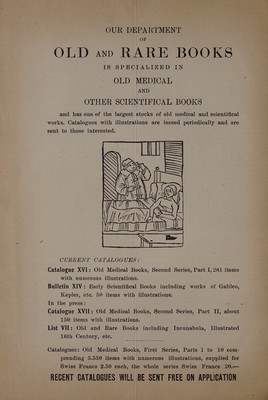 OUR DEPARTMENT
OF
OLD AND RARE BOOKS
IS SPECIALIZED IN
OLD MEDICAL
AND
OTHER SCIENTIFICAL BOOKS
and has one of the largest stocks of old medical and scientifical
works. Catalogues with illustrations are issued periodically and are
sent to those interested.
CURRENT CATALOGUES:
Catalogue XVI: Old Medical Books, Second Series, Part I, 241 items
with numerous illustrations.
Bulletin XIV: Early Scientifical Books including works of Galileo,
Kepler, etc. 50 items with illustrations.
In the press:
Catalogue XVII: Old Medical Books, Second Series, Part II, about
150 items with illustrations.
List VII: Old and Rare Books including Incunabula, Illustrated
16th Century, etc.
Catalogues: Old Medical Books, First Series, Parts 1 to 10 com-
prending 3.550 items with numerous illustrations, supplied for
Swiss Francs 2.50 each, the whole series Swiss Francs 20.—
RECENT CATALOGUES WILL BE SENT FREE ON APPLICATION